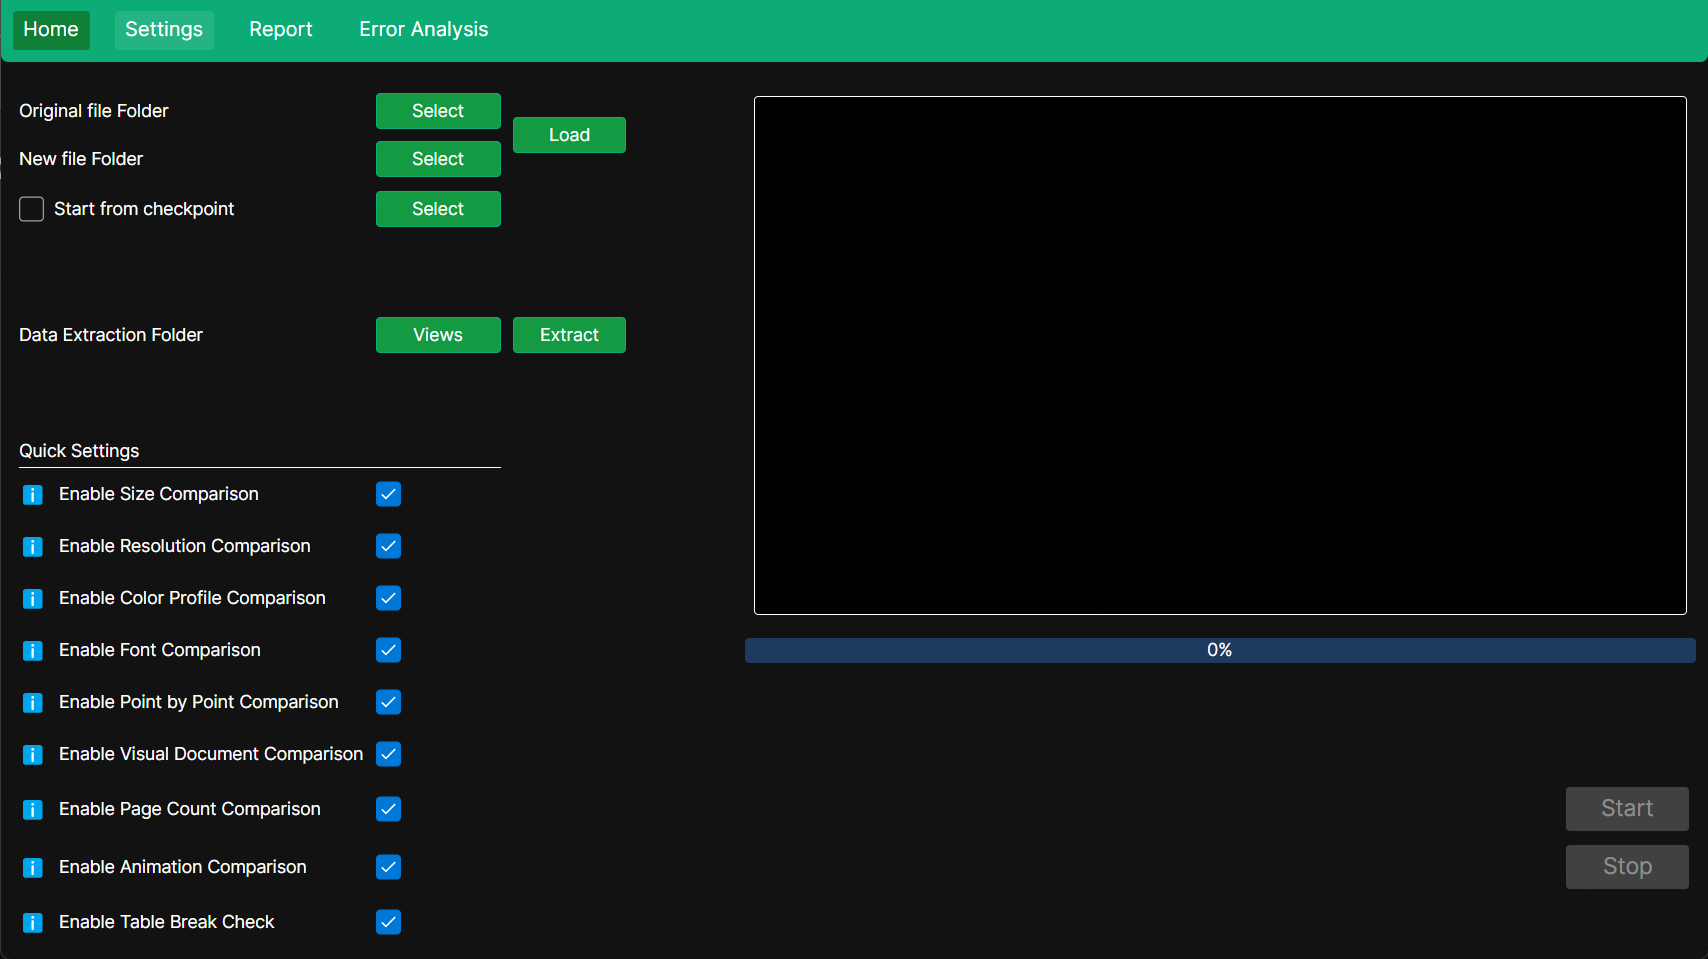 Home Settings Report Error Analysis
Original file Folder Select
Load
New file Folder Select
Start from checkpoint Select
Data Extraction Folder Views Extract
Quick Settings
i Enable Size Comparison
i Enable Resolution Comparison
i Enable Color Profile Comparison
i Enable Font Comparison
i Enable Point by Point Comparison
i Enable Visual Document Comparison
i Enable Page Count Comparison
i Enable Animation Comparison
i Enable Table Break Check
0%
Start
Stop